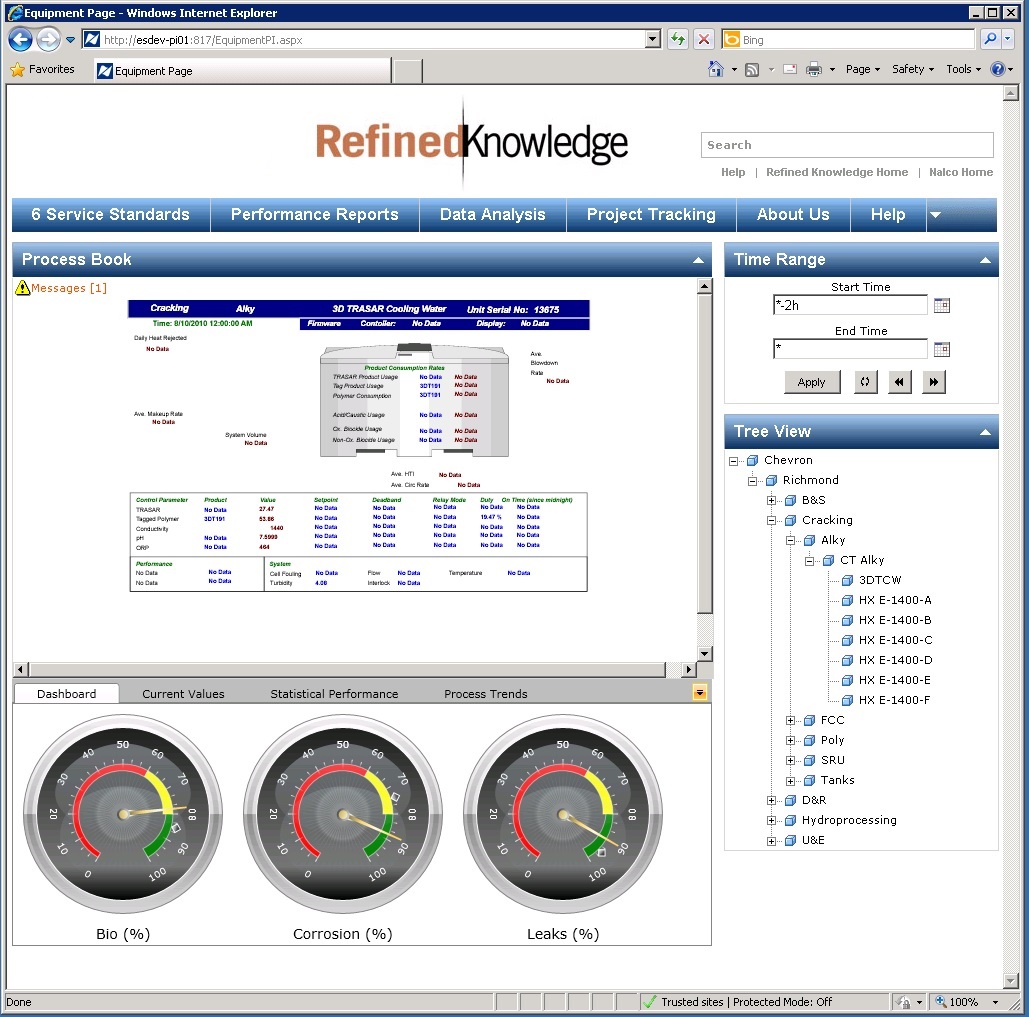 Equipment Page - Windows Internet Explorer
http://esdev-pi01:817/EquipmentPI.aspx
Bing
Favorites
Equipment Page
Page Safety Tools
RefinedKnowledge
Search
Help | Refined Knowledge Home | Nalco Home
6 Service Standards Performance Reports Data Analysis Project Tracking About Us Help
Process Book
Messages [1]
Cracking Alky 3D TRASAR Cooling Water Unit Serial No: 13675
Time: 8/10/2010 12:00:00 AM Firmware Contoller: No Data Display: No Data
Daily Heat Rejected
No Data
Ave.
Blowdown
Rate
No Data
Product Consumption Rates
TRASAR Product Usage No Data No Data
Tag Product Usage 3DT191 No Data
Polymer Consumption 3DT191 No Data
Acid/Caustic Usage No Data No Data
Ox. Biocide Usage No Data No Data
Non-Ox. Biocide Usage No Data No Data
Ave. Makeup Rate
No Data
System Volume
No Data
Ave. HTI No Data
Ave. Circ Rate No Data
Control Parameter Product Value Setpoint Deadband Relay Mode Duty On Time (since midnight)
TRASAR No Data 27.47 No Data No Data No Data No Data No Data
Tagged Polymer 3DT191 53.86 No Data No Data No Data 19.47 % No Data
Conductivity 1440 No Data No Data No Data No Data No Data
pH No Data 7.5999 No Data No Data No Data No Data No Data
ORP No Data 464 No Data No Data No Data No Data No Data
Performance
No Data No Data
No Data No Data
System
Cell Fouling No Data Flow No Data Temperature No Data
Turbidity 4.08 Interlock No Data
Dashboard Current Values Statistical Performance Process Trends
0 10 20 30 40 50 60 70 80 90 100
Bio (%)
0 10 20 30 40 50 60 70 80 90 100
Corrosion (%)
0 10 20 30 40 50 60 70 80 90 100
Leaks (%)
Time Range
Start Time
*-2h
End Time
*
Apply
Tree View
Chevron
Richmond
B&S
Cracking
Alky
CT Alky
3DTCW
HX E-1400-A
HX E-1400-B
HX E-1400-C
HX E-1400-D
HX E-1400-E
HX E-1400-F
FCC
Poly
SRU
Tanks
D&R
Hydroprocessing
U&E
Done
Trusted sites | Protected Mode: Off
100%